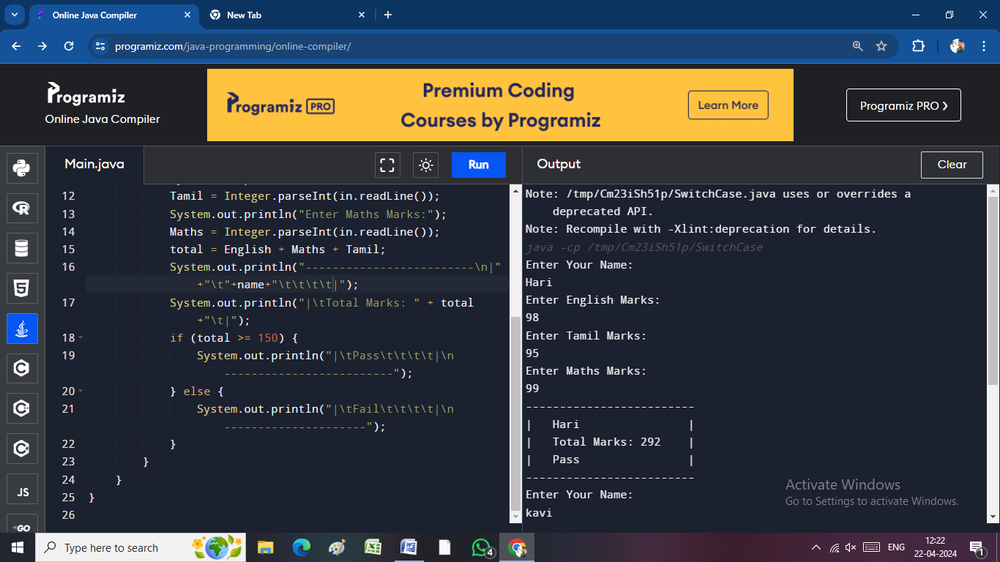 Online Java Compiler
New Tab
programiz.com/java-programming/online-compiler/
Programiz
Online Java Compiler
Programiz PRO
Premium Coding
Courses by Programiz
Learn More
Programiz PRO ❯
Main.java
Run
Output
Clear
12 Tamil = Integer.parseInt(in.readLine());
13 System.out.println("Enter Maths Marks:");
14 Maths = Integer.parseInt(in.readLine());
15 total = English + Maths + Tamil;
16 System.out.println("-------------------------\n|"
+"\t"+name+"\t\t\t\t|");
17 System.out.println("|\tTotal Marks: " + total
+"\t|");
18 if (total >= 150) {
19 System.out.println("|\tPass\t\t\t\t|\n
-------------------------");
20 } else {
21 System.out.println("|\tFail\t\t\t\t|\n
---------------------");
22 }
23 }
24 }
25 }
26
Note: /tmp/Cm23iSh51p/SwitchCase.java uses or overrides a
deprecated API.
Note: Recompile with -Xlint:deprecation for details.
java -cp /tmp/Cm23iSh51p/SwitchCase
Enter Your Name:
Hari
Enter English Marks:
98
Enter Tamil Marks:
95
Enter Maths Marks:
99
-------------------------
| Hari |
| Total Marks: 292 |
| Pass |
-------------------------
Enter Your Name:
kavi
JS
GO
Activate Windows
Go to Settings to activate Windows.
Type here to search
4
ENG
12:22
22-04-2024
1